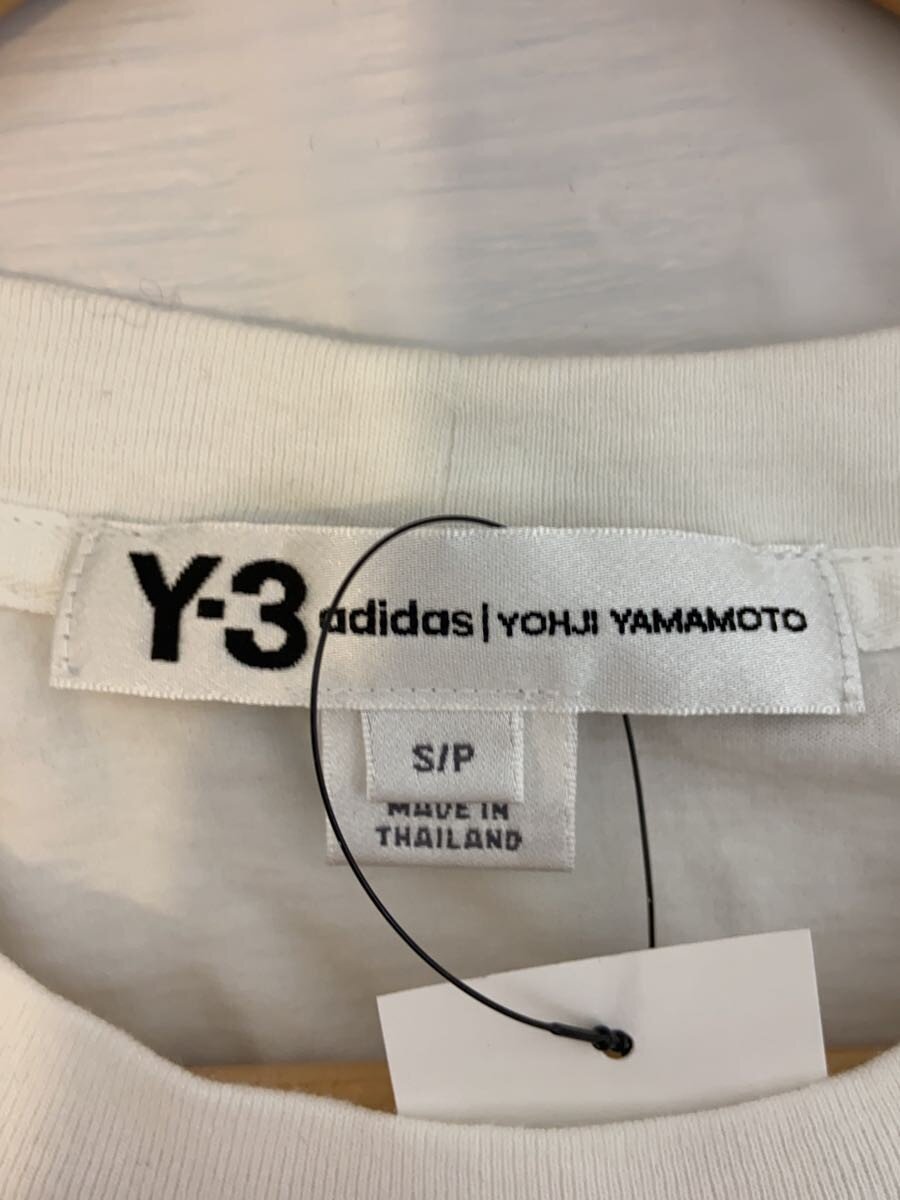 Y-3 adidas | YOHJI YAMAMOTO
S/P
MADE IN
THAILAND